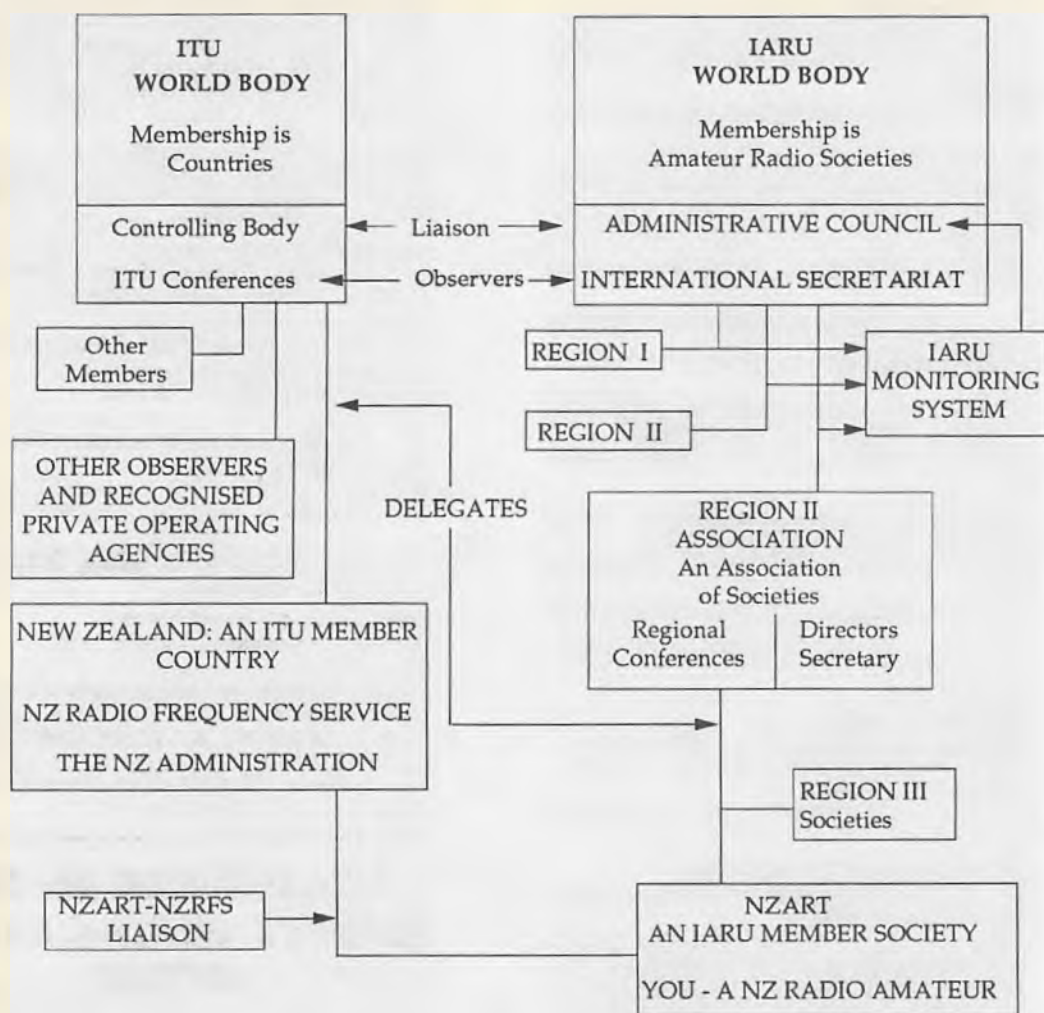 ITU
WORLD BODY
Membership is
Countries
Controlling Body
ITU Conferences
Liaison
Observers
IARU
WORLD BODY
Membership is
Amateur Radio Societies
ADMINISTRATIVE COUNCIL
INTERNATIONAL SECRETARIAT
Other
Members
REGION I
REGION II
IARU
MONITORING
SYSTEM
OTHER OBSERVERS
AND RECOGNISED
PRIVATE OPERATING
AGENCIES
DELEGATES
REGION II
ASSOCIATION
An Association
of Societies
Regional
Conferences
Directors
Secretary
NEW ZEALAND: AN ITU MEMBER
COUNTRY
NZ RADIO FREQUENCY SERVICE
THE NZ ADMINISTRATION
REGION III
Societies
NZART-NZRFS
LIAISON
NZART
AN IARU MEMBER SOCIETY
YOU - A NZ RADIO AMATEUR